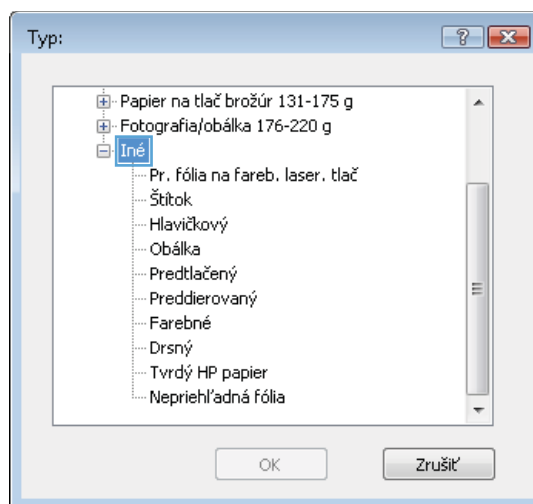 Typ:
Papier na tlač brožúr 131-175 g
Fotografia/obálka 176-220 g
Iné
Pr. fólia na fareb. laser. tlač
Štítok
Hlavičkový
Obálka
Predtlačený
Preddierovaný
Farebné
Drsný
Tvrdý HP papier
Nepriehľadná fólia
OK
Zrušiť